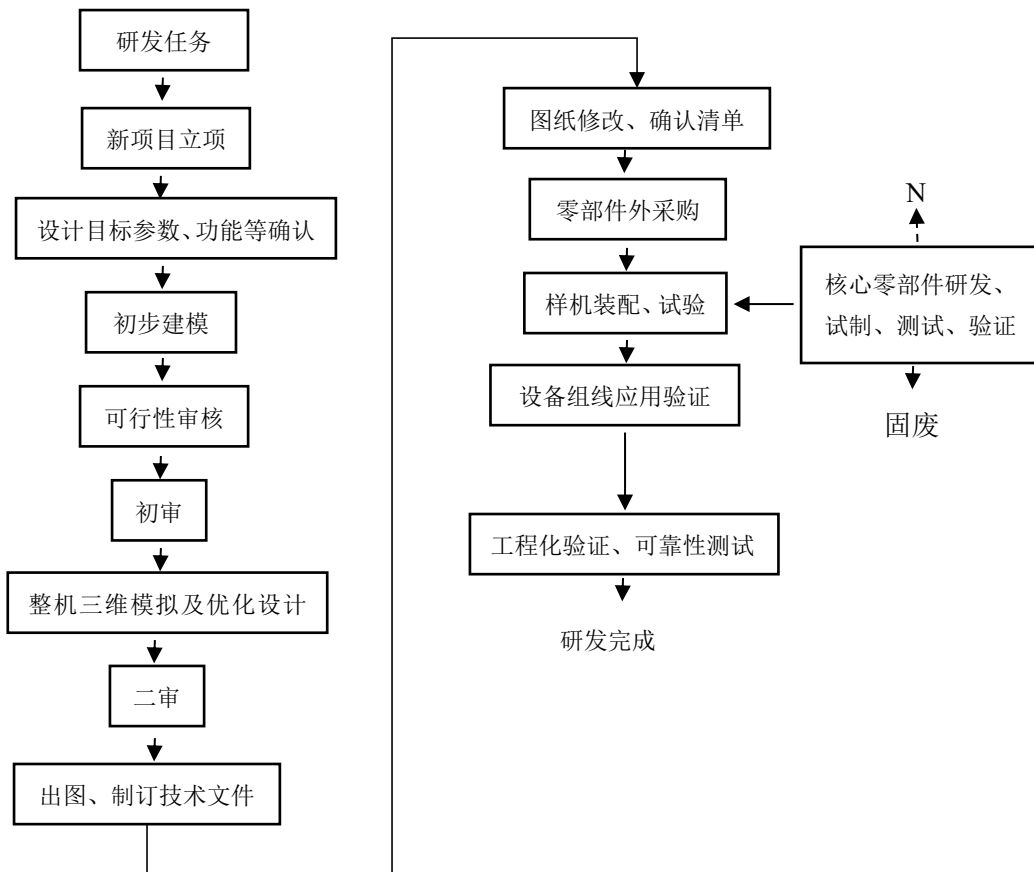 研发任务
新项目立项
设计目标参数、功能等确认
初步建模
可行性审核
初审
整机三维模拟及优化设计
二审
出图、制订技术文件
图纸修改、确认清单
零部件外采购
样机装配、试验
设备组线应用验证
工程化验证、可靠性测试
研发完成
N
核心零部件研发、
试制、测试、验证
固废